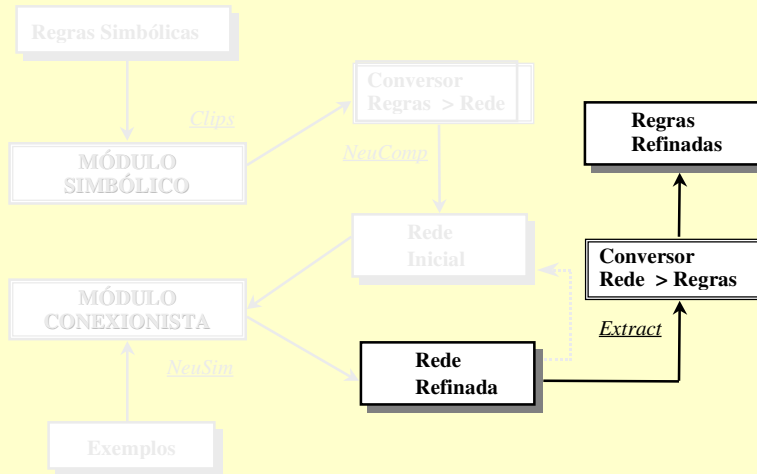 Regras Simbólicas
Clips
MÓDULO
SIMBÓLICO
Conversor
Regras > Rede
NeuComp
Rede
Inicial
MÓDULO
CONEXIONISTA
NeuSim
Exemplos
Rede
Refinada
Regras
Refinadas
Conversor
Rede > Regras
Extract